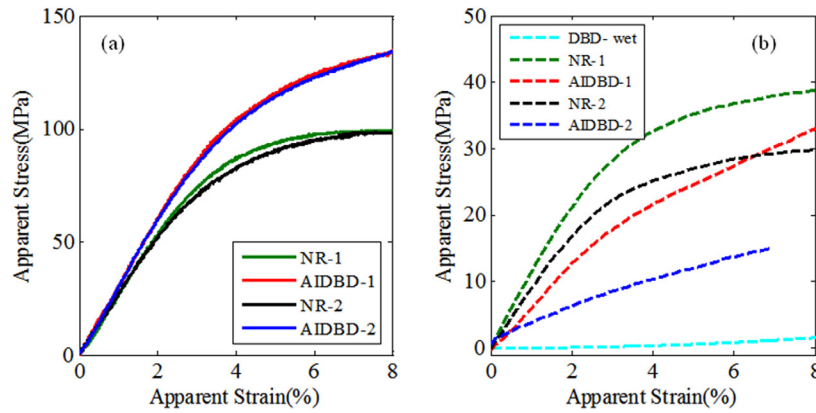 (a)
Apparent Stress(MPa)
150
100
50
0
0 2 4 6 8
Apparent Strain(%)
NR-1
AIDBD-1
NR-2
AIDBD-2
(b)
Apparent Stress(MPa)
50
40
30
20
10
0
0 2 4 6 8
Apparent Strain(%)
DBD- wet
NR-1
AIDBD-1
NR-2
AIDBD-2